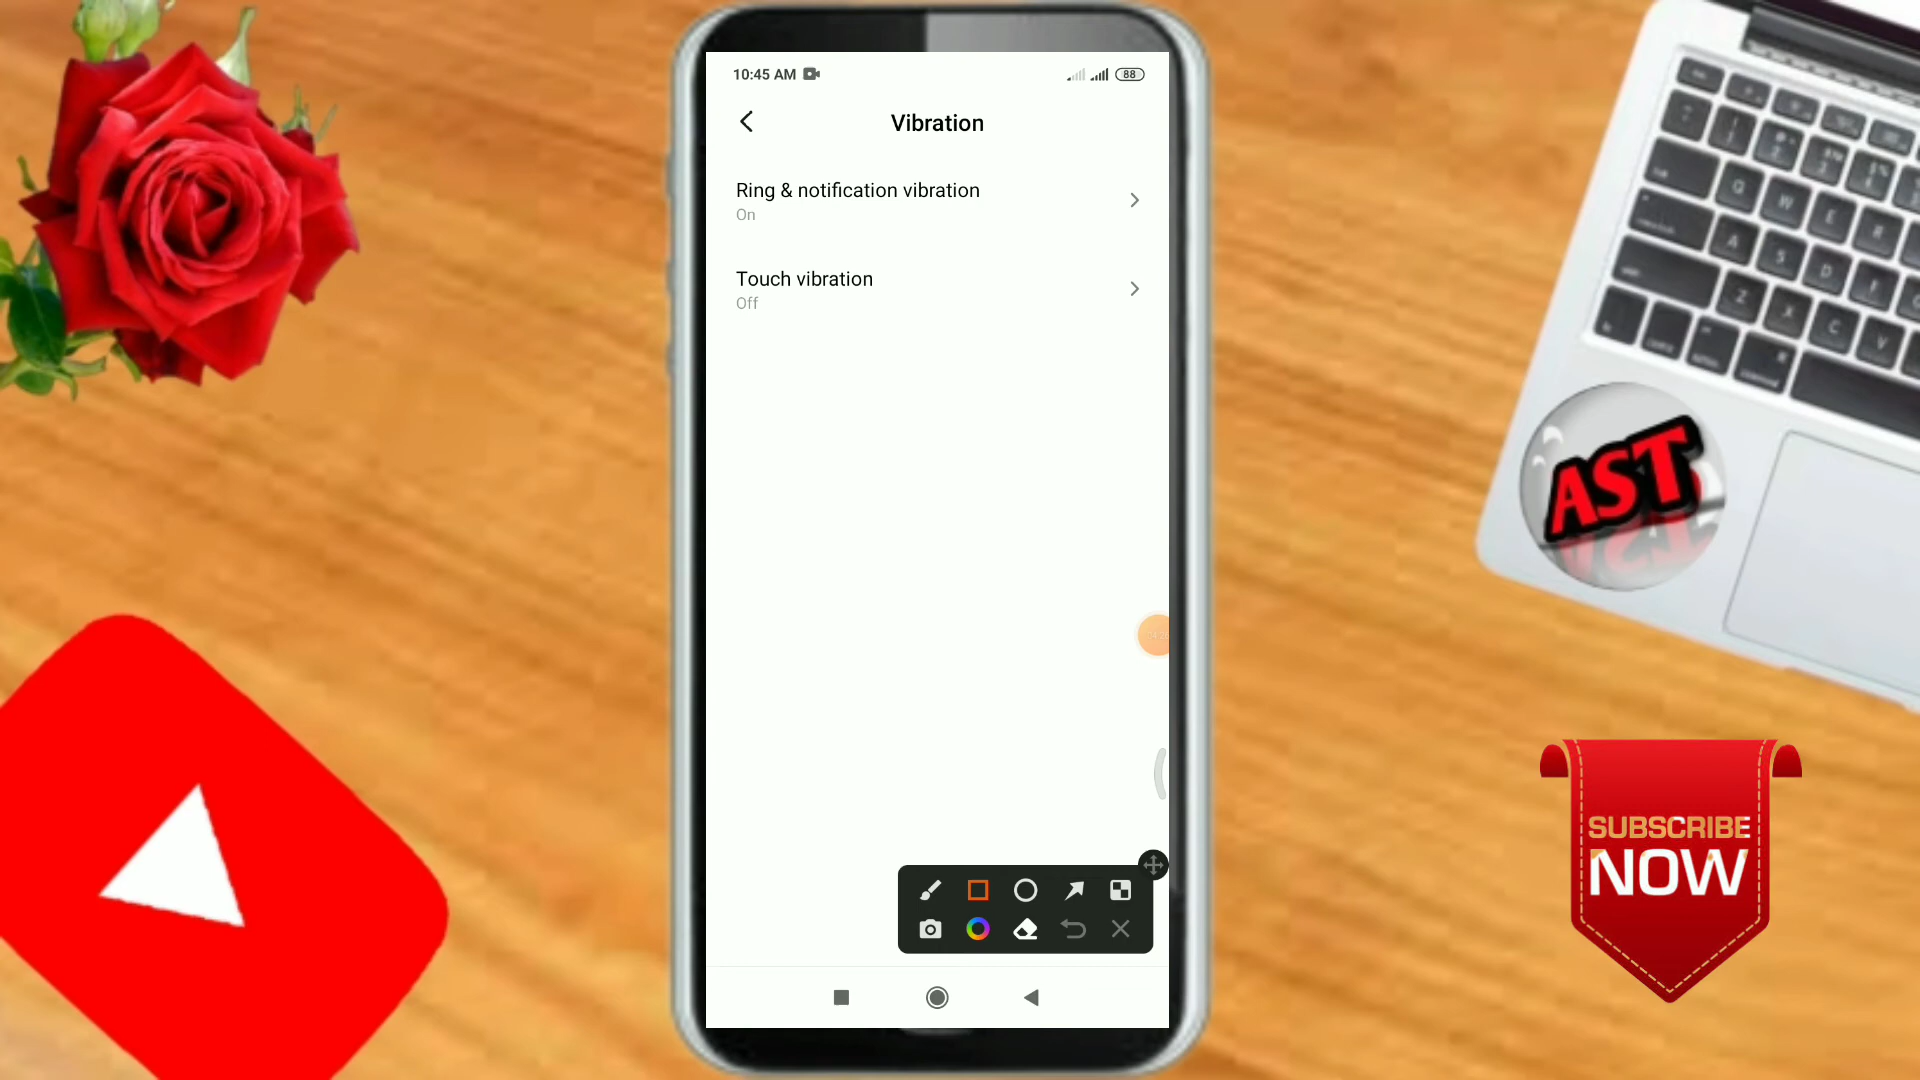 10:45 AM
88
Vibration
Ring & notification vibration
On
Touch vibration
Off
AST
SUBSCRIBE
NOW